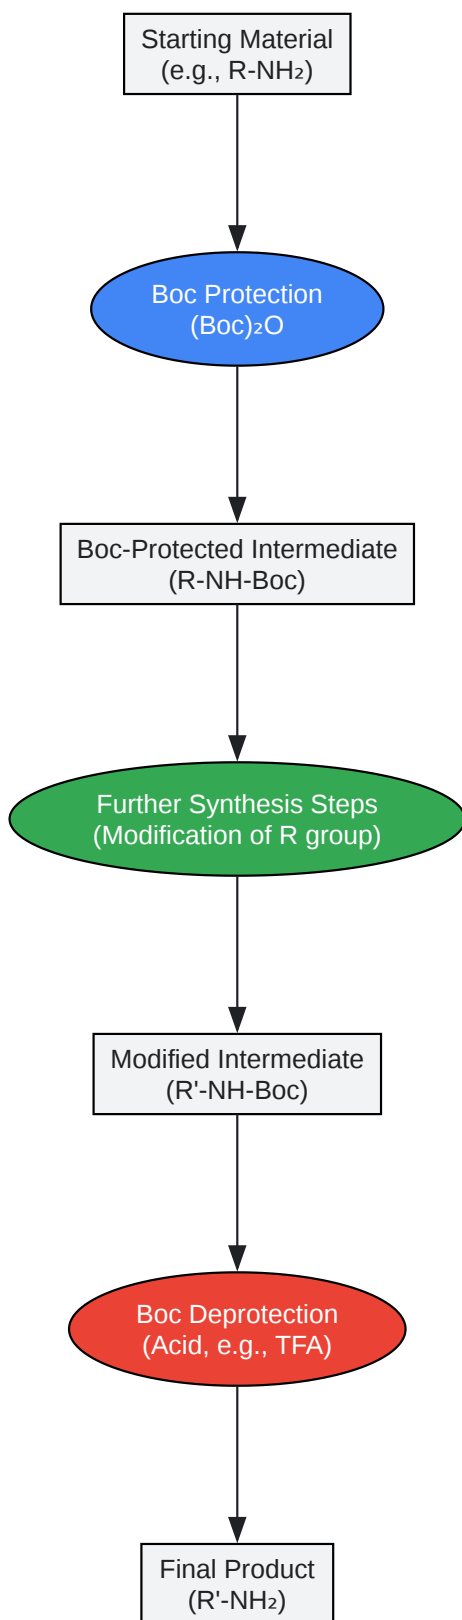 Starting Material
(e.g., R-NH₂)
Boc Protection
(Boc)₂O
Boc-Protected Intermediate
(R-NH-Boc)
Further Synthesis Steps
(Modification of R group)
Modified Intermediate
(R'-NH-Boc)
Boc Deprotection
(Acid, e.g., TFA)
Final Product
(R'-NH₂)